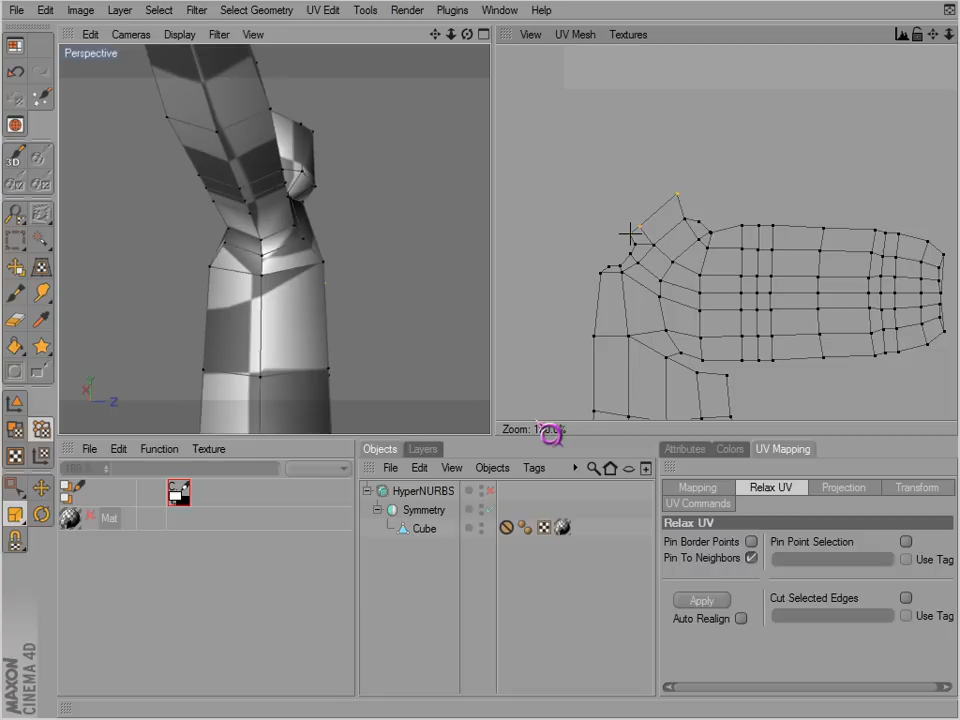 File Edit Image Layer Select Filter Select Geometry UV Edit Tools Render Plugins Window Help
Edit Cameras Display Filter View
View UV Mesh Textures
Perspective
3D
Y
X
Z
Zoom:
File Edit Function Texture
Objects Layers
Attributes Colors UV Mapping
100.0%
File Edit View Objects Tags
C...
Mat
HyperNURBS
Symmetry
Cube
Mapping Relax UV Projection Transform
UV Commands
Relax UV
Pin Border Points
Pin Point Selection
Pin To Neighbors
Use Tag
Apply
Cut Selected Edges
Auto Realign
Use Tag
MAXON
CINEMA 4D